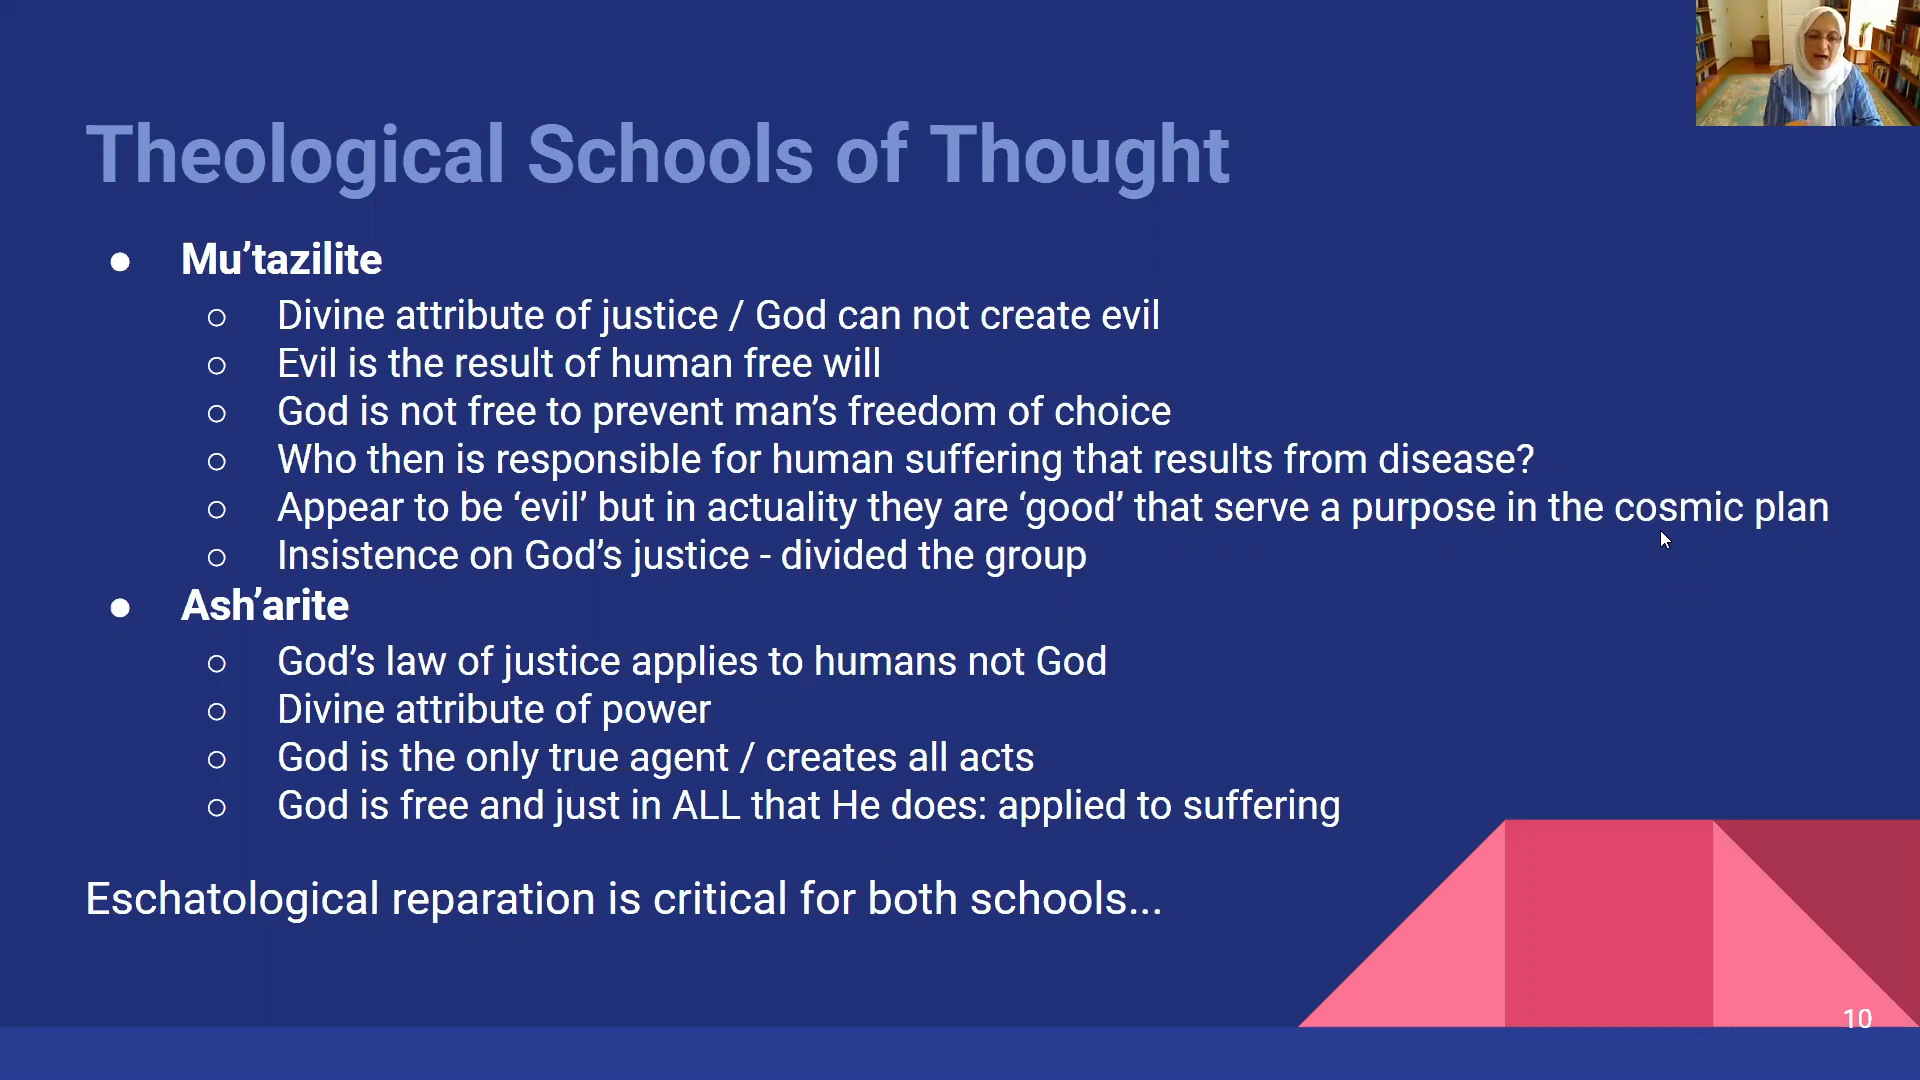 Theological Schools of Thought
● Mu’tazilite
○ Divine attribute of justice / God can not create evil
○ Evil is the result of human free will
○ God is not free to prevent man’s freedom of choice
○ Who then is responsible for human suffering that results from disease?
○ Appear to be ‘evil’ but in actuality they are ‘good’ that serve a purpose in the cosmic plan
○ Insistence on God’s justice - divided the group
● Ash’arite
○ God’s law of justice applies to humans not God
○ Divine attribute of power
○ God is the only true agent / creates all acts
○ God is free and just in ALL that He does: applied to suffering
Eschatological reparation is critical for both schools...
10